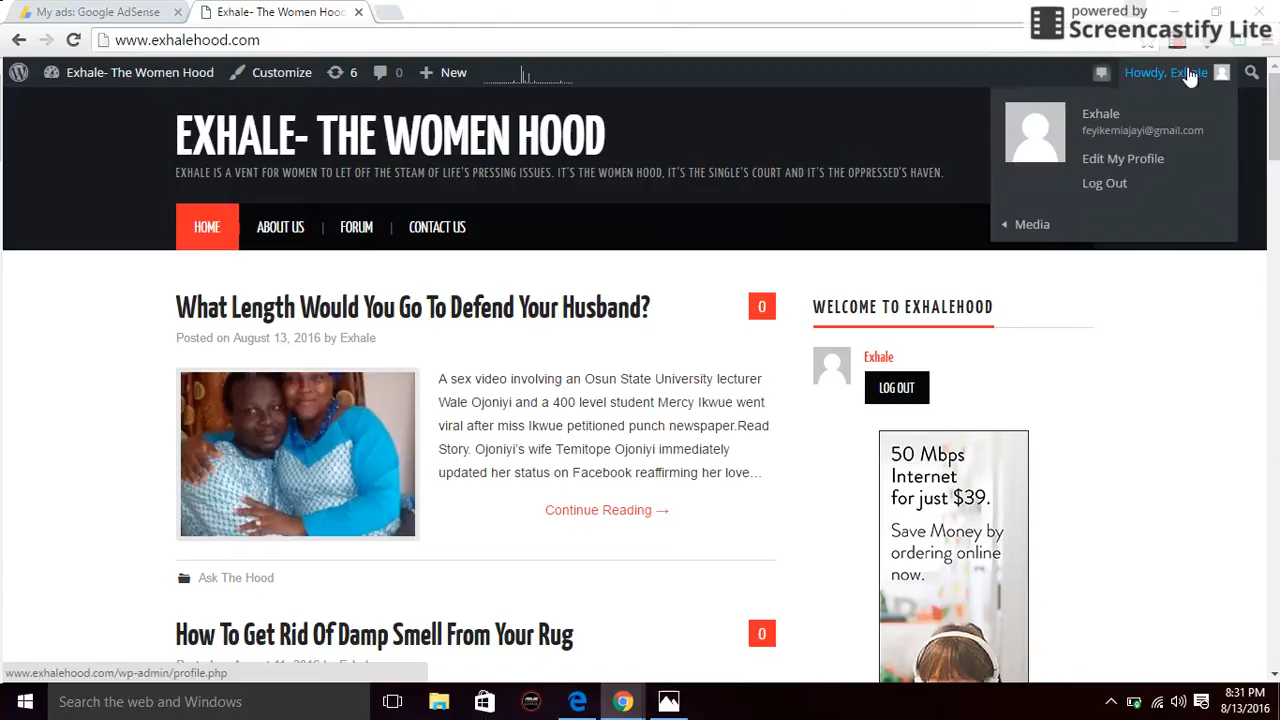 My ads: Google AdSense
Exhale- The Women Hood
powered by
Screencastify Lite
www.exhalehood.com
Exhale- The Women Hood
Customize
6
0
New
Howdy, Exhale
Exhale
feyikemiajayi@gmail.com
Edit My Profile
Log Out
Media
EXHALE- THE WOMEN HOOD
EXHALE IS A VENT FOR WOMEN TO LET OFF THE STEAM OF LIFE'S PRESSING ISSUES. IT'S THE WOMEN HOOD, IT'S THE SINGLE'S COURT AND IT'S THE OPPRESSED'S HAVEN.
HOME
ABOUT US
FORUM
CONTACT US
What Length Would You Go To Defend Your Husband?
0
Posted on August 13, 2016 by Exhale
A sex video involving an Osun State University lecturer
Wale Ojoniyi and a 400 level student Mercy Ikwue went
viral after miss Ikwue petitioned punch newspaper.Read
Story. Ojoniyi's wife Temitope Ojoniyi immediately
updated her status on Facebook reaffirming her love…
Continue Reading →
Ask The Hood
How To Get Rid Of Damp Smell From Your Rug
0
WELCOME TO EXHALEHOOD
Exhale
LOG OUT
50 Mbps
Internet
for just $39.
Save Money by
ordering online
now.
www.exhalehood.com/wp-admin/profile.php
Search the web and Windows
8:31 PM
8/13/2016